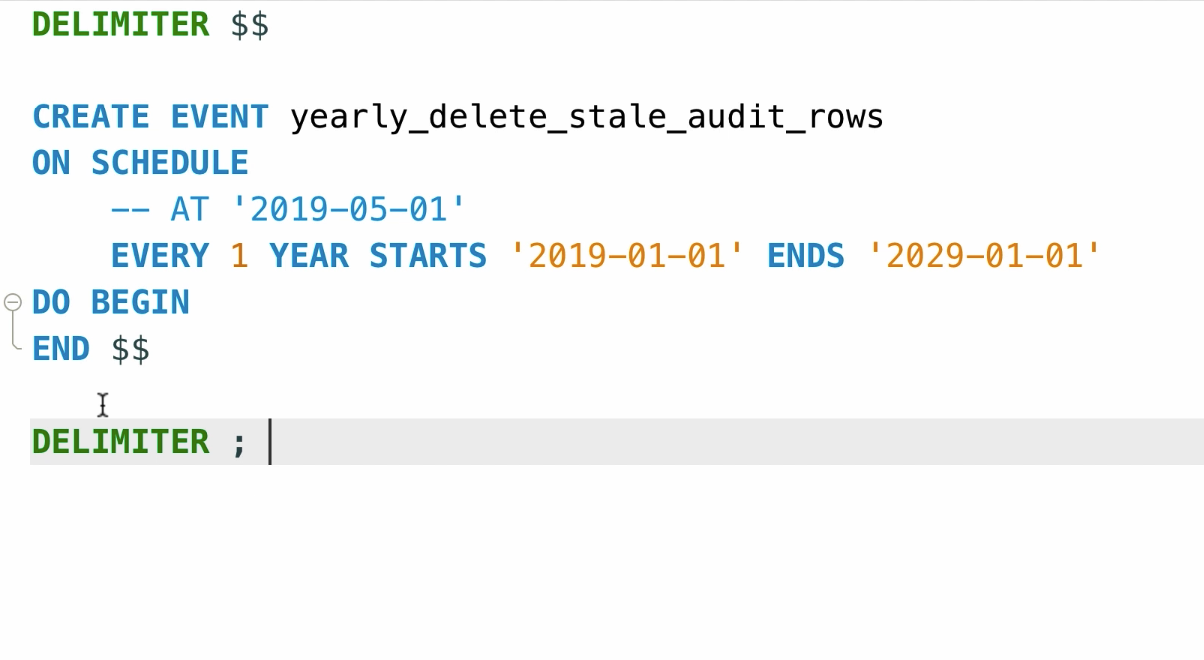 DELIMITER $$
CREATE EVENT yearly_delete_stale_audit_rows
ON SCHEDULE
-- AT '2019-05-01'
EVERY 1 YEAR STARTS '2019-01-01' ENDS '2029-01-01'
DO BEGIN
END $$
DELIMITER ;